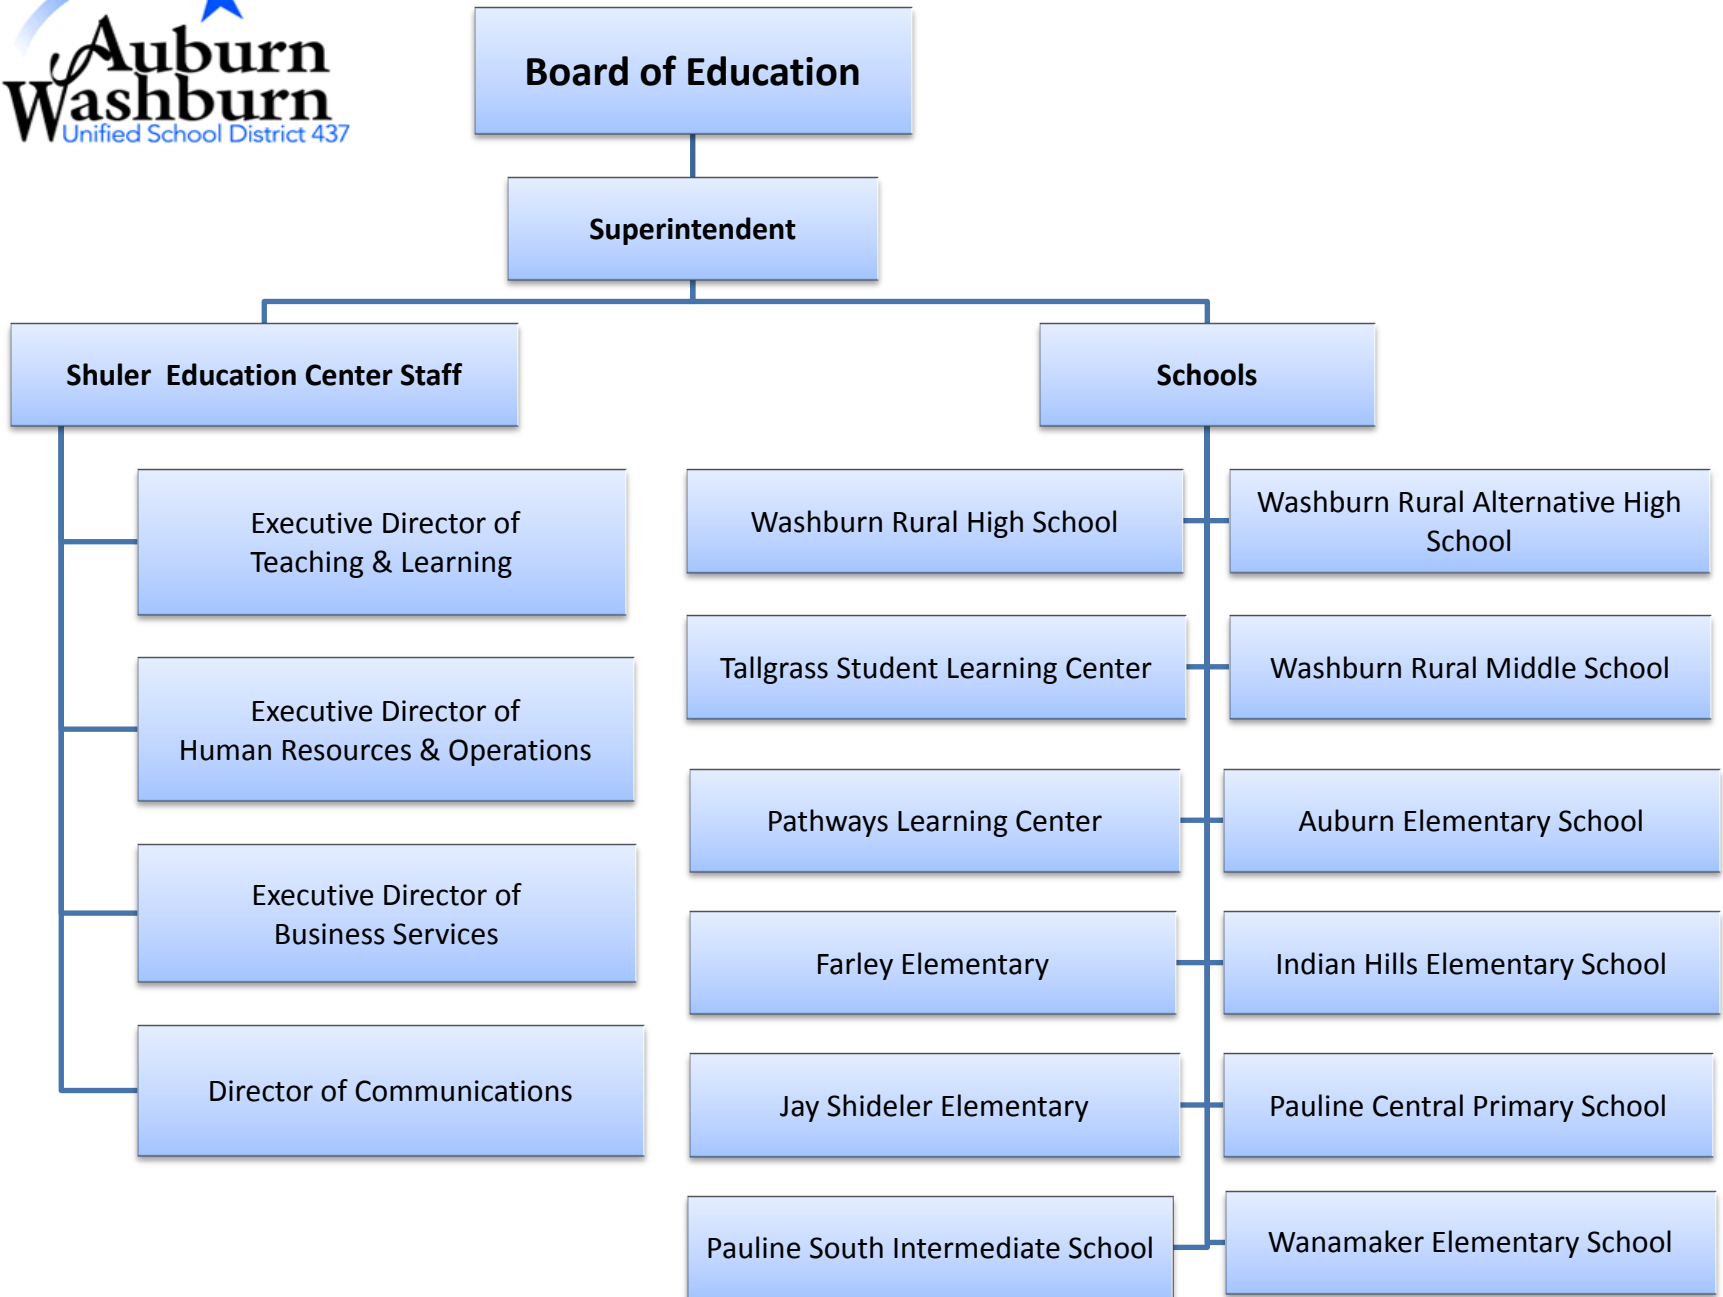 Auburn
Washburn
Unified School District 437
Board of Education
Superintendent
Shuler Education Center Staff
Schools
Executive Director of
Teaching & Learning
Executive Director of
Human Resources & Operations
Executive Director of
Business Services
Director of Communications
Washburn Rural High School
Washburn Rural Alternative High
School
Tallgrass Student Learning Center
Washburn Rural Middle School
Pathways Learning Center
Auburn Elementary School
Farley Elementary
Indian Hills Elementary School
Jay Shideler Elementary
Pauline Central Primary School
Pauline South Intermediate School
Wanamaker Elementary School